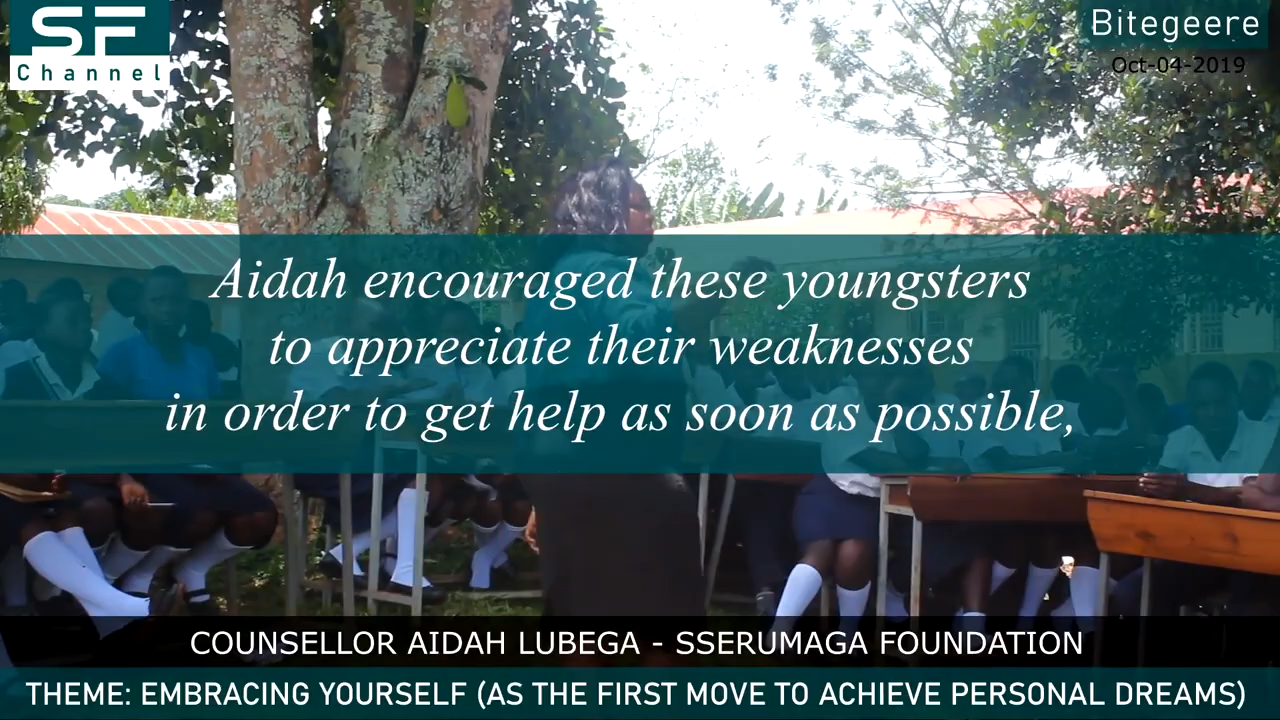 SF
Channel
Bitegeere
Oct-04-2019
Aidah encouraged these youngsters
to appreciate their weaknesses
in order to get help as soon as possible,
COUNSELLOR AIDAH LUBEGA - SSERUMAGA FOUNDATION
THEME: EMBRACING YOURSELF (AS THE FIRST MOVE TO ACHIEVE PERSONAL DREAMS)